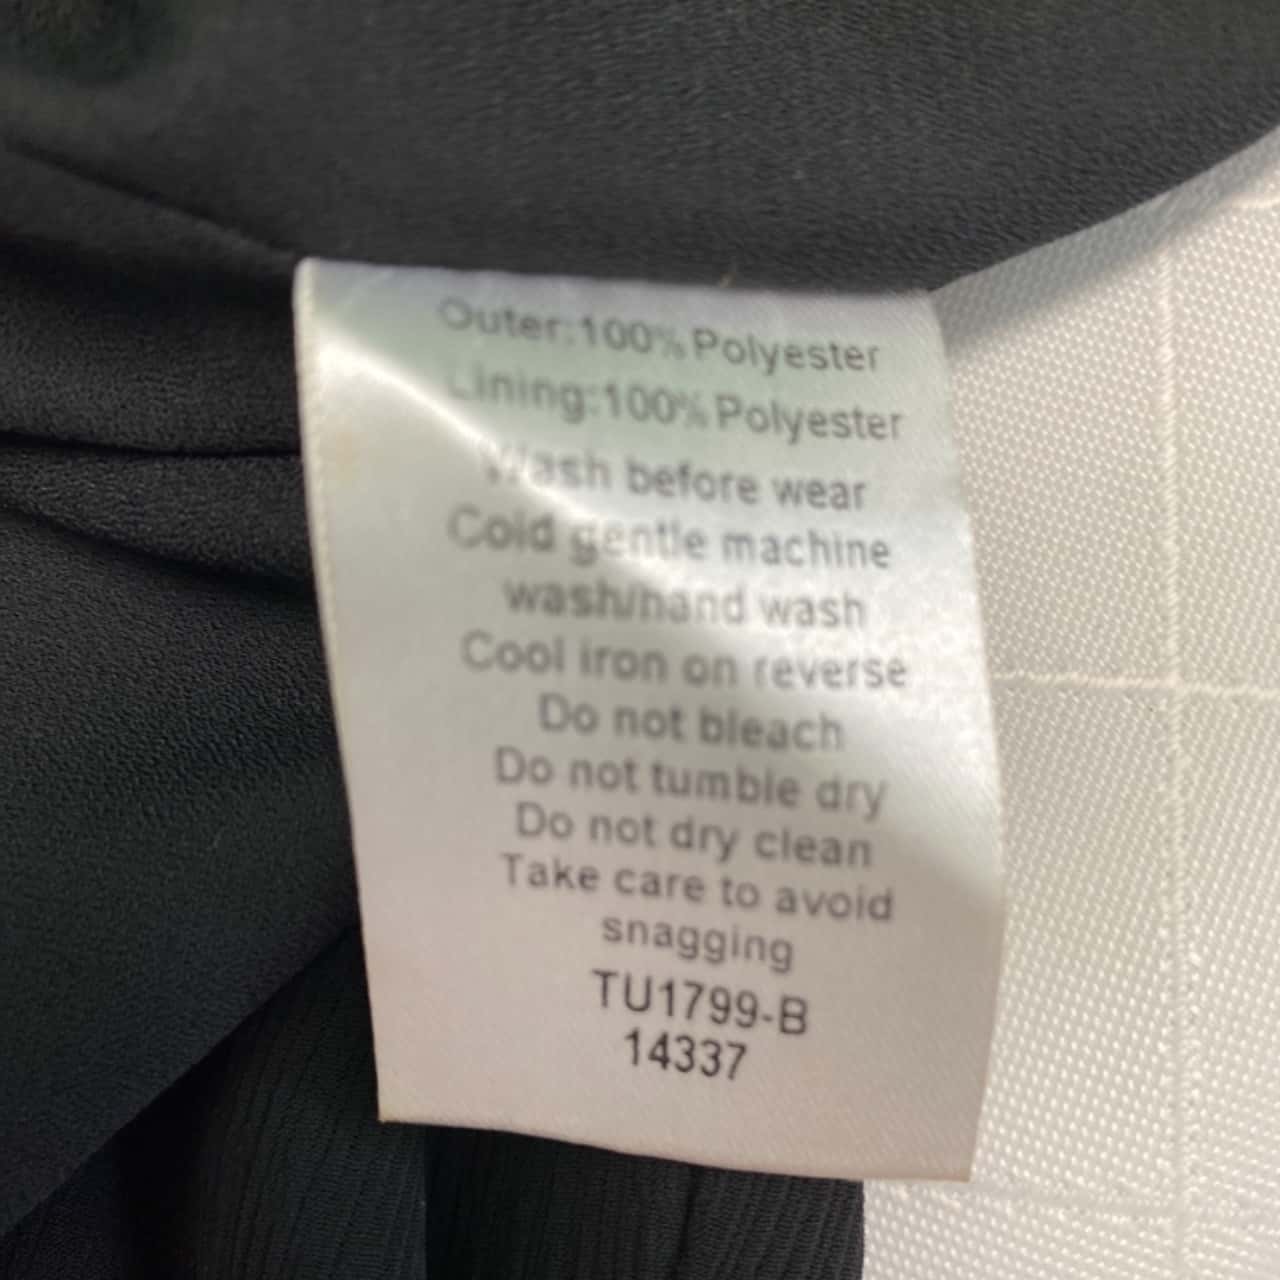 Outer:100% Polyester
Lining:100% Polyester
Wash before wear
Cold gentle machine
wash/hand wash
Cool iron on reverse
Do not bleach
Do not tumble dry
Do not dry clean
Take care to avoid
snagging
TU1799-B
14337